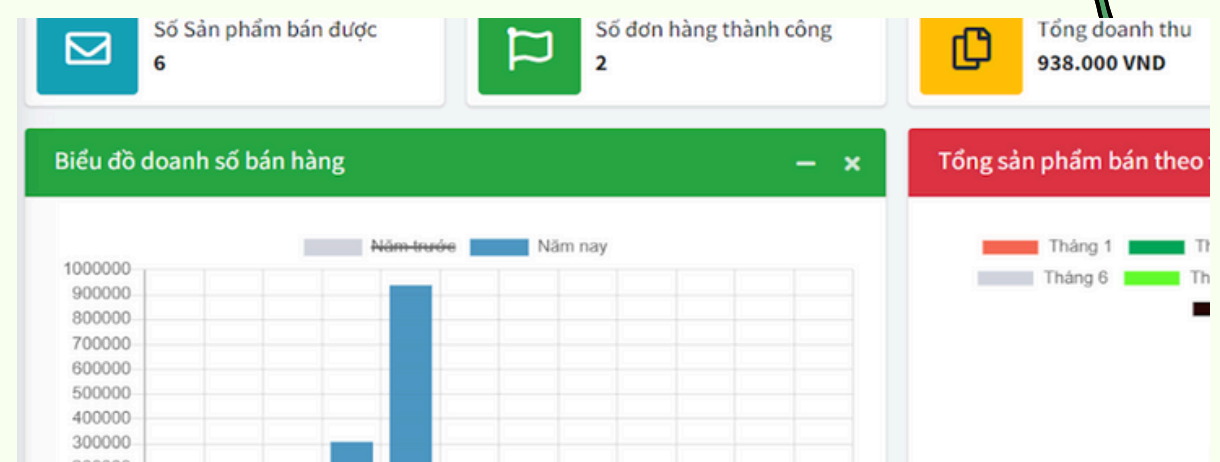 Số Sản phẩm bán được
6
Số đơn hàng thành công
2
Tổng doanh thu
938.000 VND
Biểu đồ doanh số bán hàng
Tổng sản phẩm bán theo
Năm trước Năm nay
1000000
900000
800000
700000
600000
500000
400000
300000
Tháng 1
Tháng 6